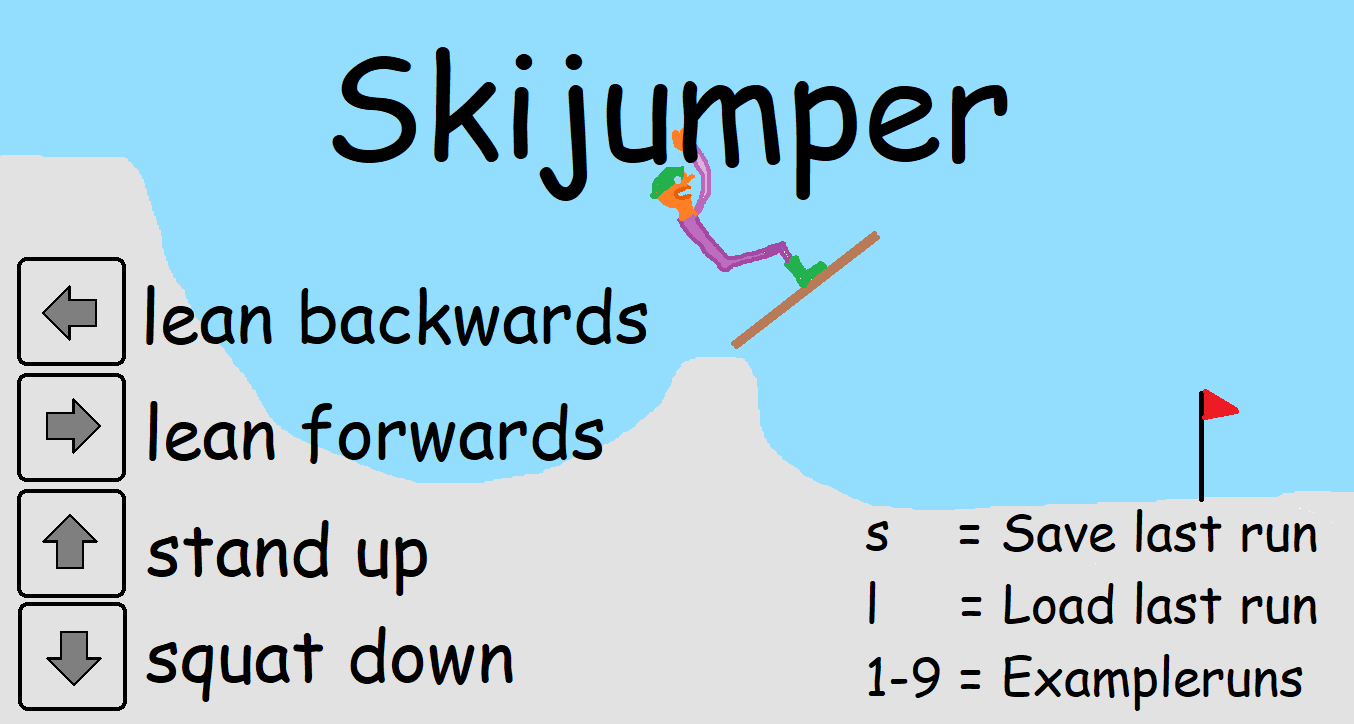 Skijumper
lean backwards
lean forwards
stand up
squat down
s = Save last run
l = Load last run
1-9 = Exampleruns